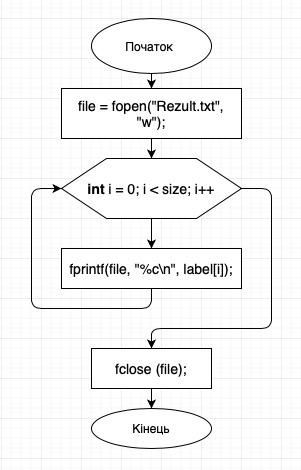 Початок
file = fopen("Rezult.txt",
"w");
int i = 0; i < size; i++
fprintf(file, "%c\n", label[i]);
fclose (file);
Кінець